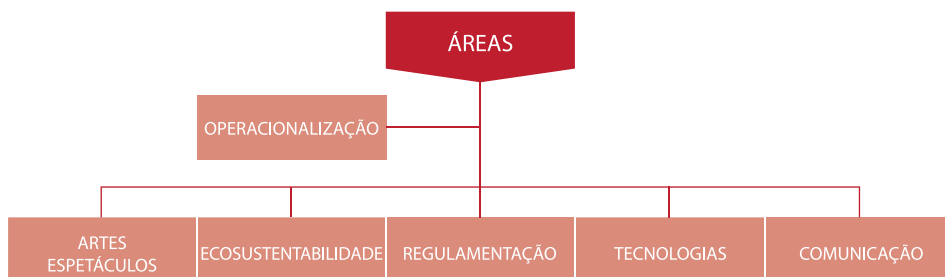 ÁREAS
OPERACIONALIZAÇÃO
ARTES
ESPETÁCULOS
ECOSUSTENTABILIDADE
REGULAMENTAÇÃO
TECNOLOGIAS
COMUNICAÇÃO